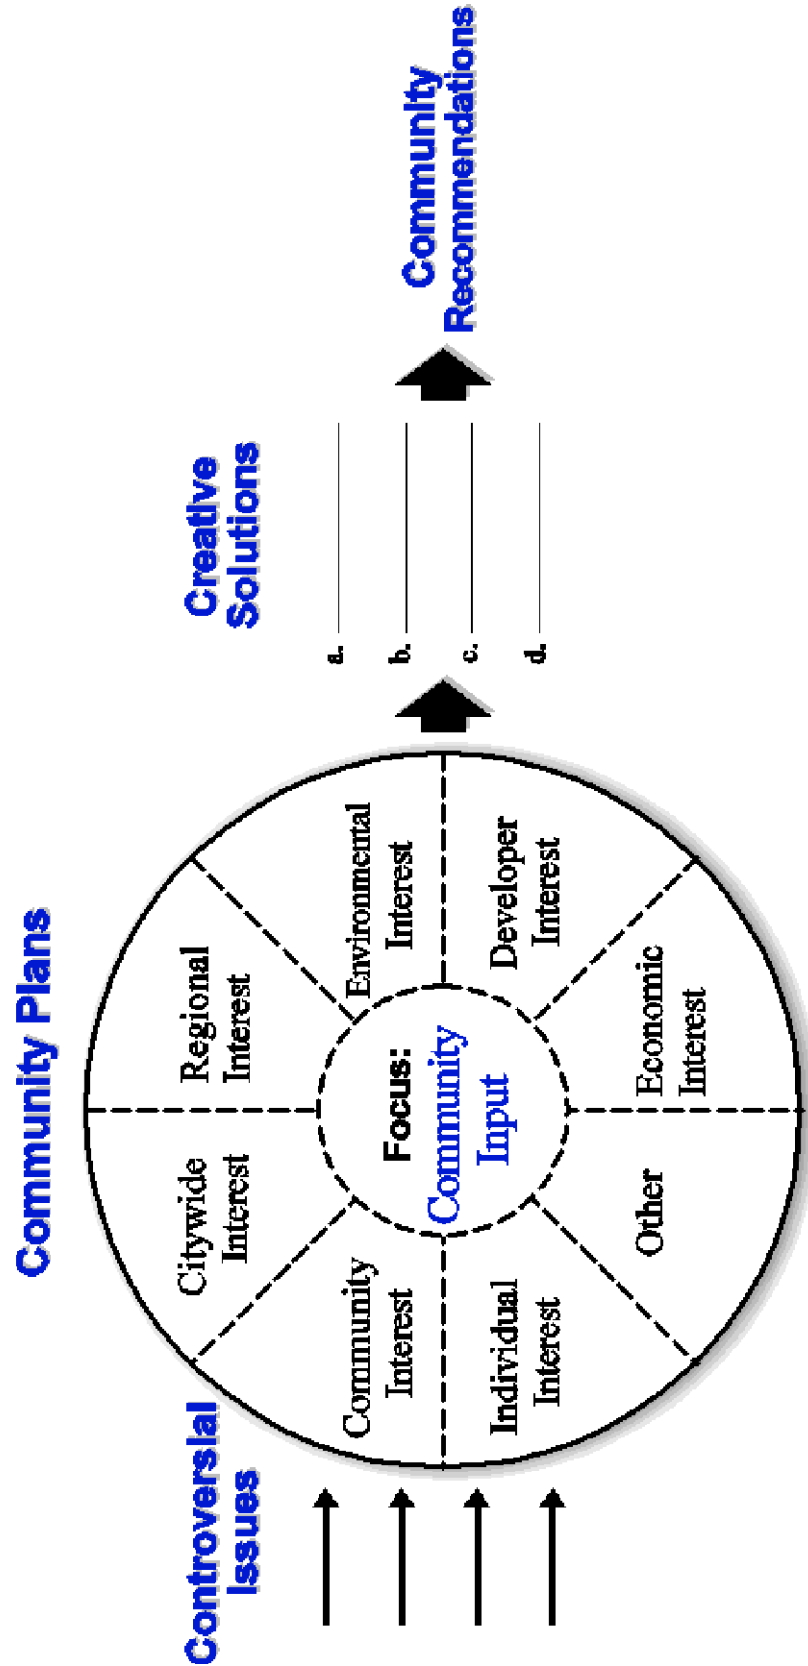 Community Plans
Controversial
Issues
Creative
Solutions
Community
Recommendations
Citywide
Interest
Regional
Interest
Community
Interest
Environmental
Interest
Focus:
Community
Input
Individual
Interest
Developer
Interest
Other
Economic
Interest
a.
b.
c.
d.